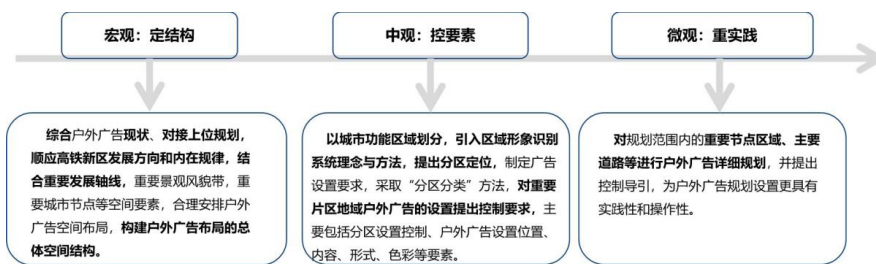 宏观：定结构
中观：控要素
微观：重实践
综合户外广告现状、对接上位规划，
顺应高铁新区发展方向和内在规律，结
合重要发展轴线，重要景观风貌带，重
要城市节点等空间要素，合理安排户外
广告空间布局，构建户外广告布局的总
体空间结构。
以城市功能区域划分，引入区域形象识别
系统理念与方法，提出分区定位，制定广告
设置要求，采取“分区分类”方法，对重要
片区地域户外广告的设置提出控制要求，主
要包括分区设置控制、户外广告设置位置、
内容、形式、色彩等要素。
对规划范围内的重要节点区域、主要
道路等进行户外广告详细规划，并提出
控制导引，为户外广告规划设置更具有
实践性和操作性。